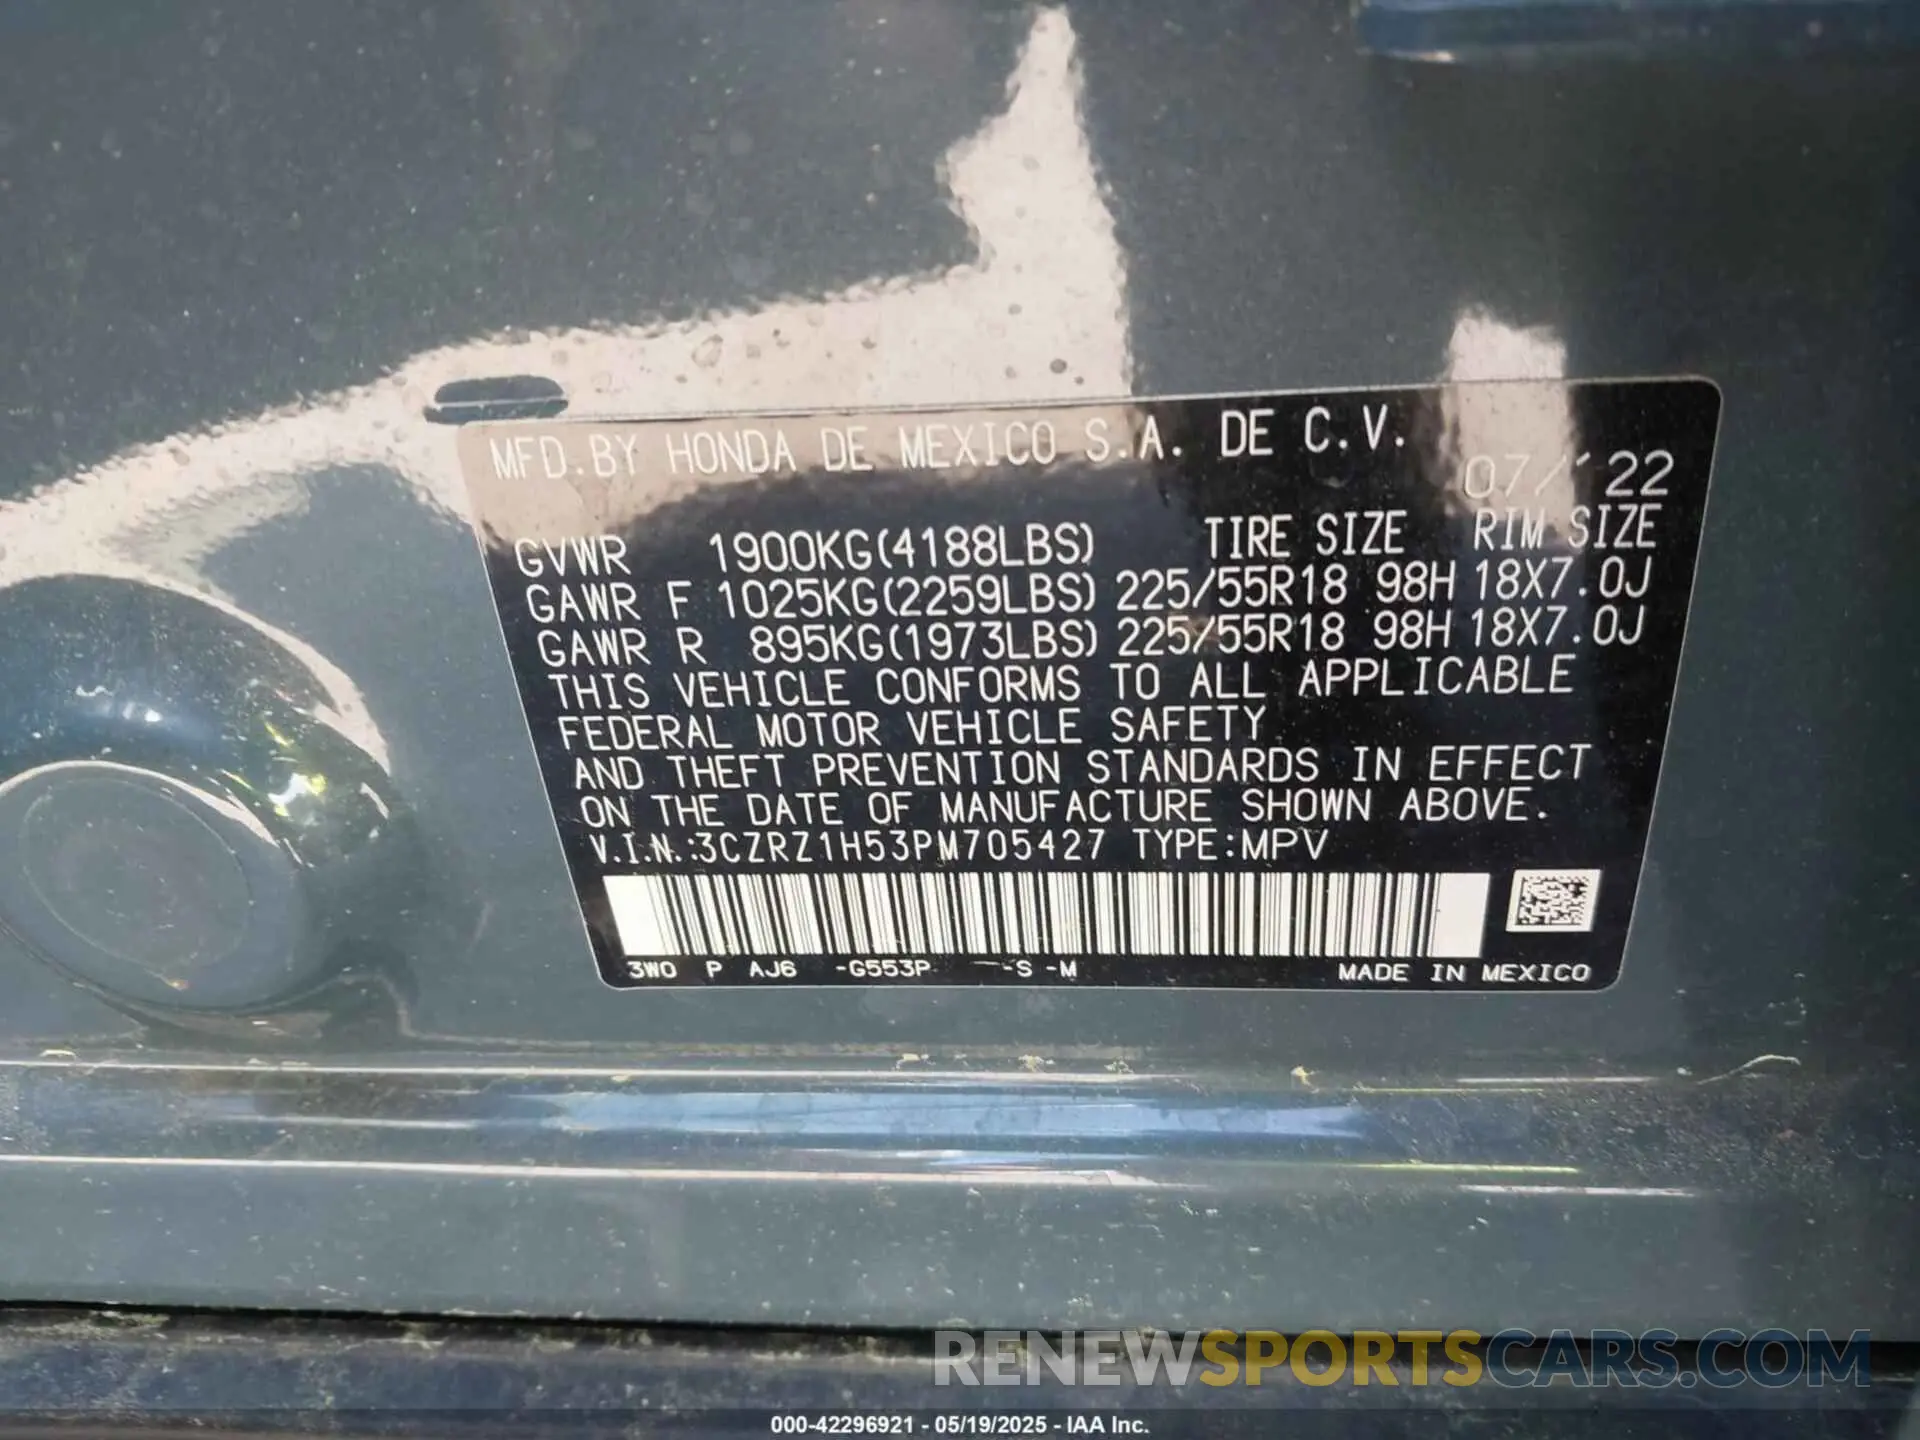 MFD.BY HONDA DE MEXICO S.A. DE C.V.
07/'22
GVWR 1900KG(4188LBS) TIRE SIZE RIM SIZE
GAWR F 1025KG(2259LBS) 225/55R18 98H 18X7.0J
GAWR R 895KG(1973LBS) 225/55R18 98H 18X7.0J
THIS VEHICLE CONFORMS TO ALL APPLICABLE
FEDERAL MOTOR VEHICLE SAFETY
AND THEFT PREVENTION STANDARDS IN EFFECT
ON THE DATE OF MANUFACTURE SHOWN ABOVE.
V.I.N.:3CZRZ1H53PM705427 TYPE:MPV
3W0 P AJ6 -G553P -S -M MADE IN MEXICO
RENEWSPORTSCARS.COM
000-42296921 - 05/19/2025 - IAA Inc.